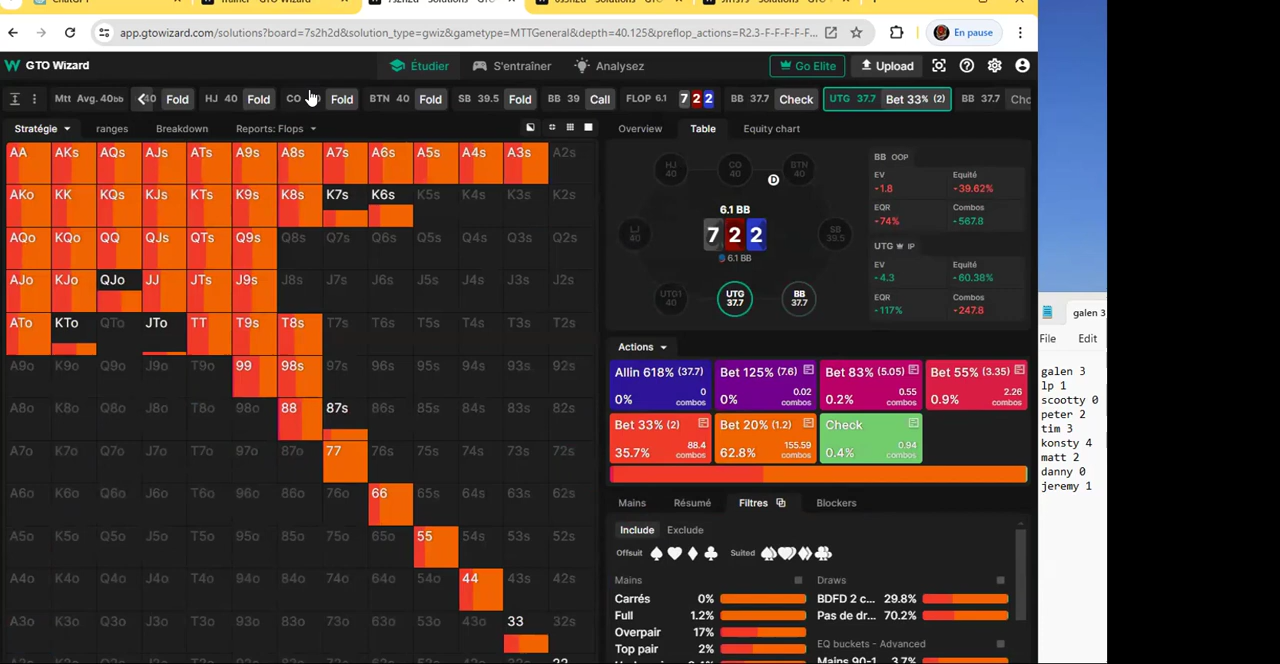 ChatGPT
Trainer - GTO Wizard
7s2h2d - Solutions - GTO
Solutions - GTO
Solutions - GTO
app.gtowizard.com/solutions?board=7s2h2d&solution_type=gwiz&gametype=MTTGeneral&depth=40.125&preflop_actions=R2.3-F-F-F-F-F...
En pause
GTO Wizard
Étudier
S'entraîner
Analysez
Go Elite
Upload
Mtt Avg. 40bb
40 Fold
HJ 40 Fold
CO Fold
BTN 40 Fold
SB 39.5 Fold
BB 39 Call
FLOP 6.1 7 2 2
BB 37.7 Check
UTG 37.7 Bet 33% (2)
BB 37.7 Chc
Stratégie
ranges
Breakdown
Reports: Flops
Overview
Table
Equity chart
AA AKs AQs AJs ATs A9s A8s A7s A6s A5s A4s A3s A2s
AKo KK KQs KJs KTs K9s K8s K7s K6s K5s K4s K3s K2s
AQo KQo QQ QJs QTs Q9s Q8s Q7s Q6s Q5s Q4s Q3s Q2s
AJo KJo QJo JJ JTs J9s J8s J7s J6s J5s J4s J3s J2s
ATo KTo QTo JTo TT T9s T8s T7s T6s T5s T4s T3s T2s
A9o K9o Q9o J9o T9o 99 98s 97s 96s 95s 94s 93s 92s
A8o K8o Q8o J8o T8o 98o 88 87s 86s 85s 84s 83s 82s
A7o K7o Q7o J7o T7o 97o 87o 77 76s 75s 74s 73s 72s
A6o K6o Q6o J6o T6o 96o 86o 76o 66 65s 64s 63s 62s
A5o K5o Q5o J5o T5o 95o 85o 75o 65o 55 54s 53s 52s
A4o K4o Q4o J4o T4o 94o 84o 74o 64o 54o 44 43s 42s
A3o K3o Q3o J3o T3o 93o 83o 73o 63o 53o 43o 33 32s
22
HJ
40
CO
40
BTN
40
D
6.1 BB
LJ
40
7 2 2
SB
39.5
6.1 BB
UTG1
40
UTG
37.7
BB
37.7
BB OOP
EV
-1.8
Equité
-39.62%
EQR
-74%
Combos
-567.8
UTG IP
EV
-4.3
Equité
-60.38%
EQR
-117%
Combos
-247.8
Actions
Allin 618% (37.7)
0%
0
combos
Bet 125% (7.6)
0%
0.02
combos
Bet 83% (5.05)
0.2%
0.55
combos
Bet 55% (3.35)
0.9%
2.26
combos
Bet 33% (2)
35.7%
88.4
combos
Bet 20% (1.2)
62.8%
155.59
combos
Check
0.4%
0.94
combos
Mains
Résumé
Filtres
Blockers
Include
Exclude
Offsuit
Suited
Mains
Carrés 0%
Full 1.2%
Overpair 17%
Top pair 2%
Draws
BDFD 2 c... 29.8%
Pas de dr... 70.2%
EQ buckets - Advanced
Mains 90-1 3.7%
galen 3
File
Edit
galen 3
lp 1
scootty 0
peter 2
tim 3
konsty 4
matt 2
danny 0
jeremy 1